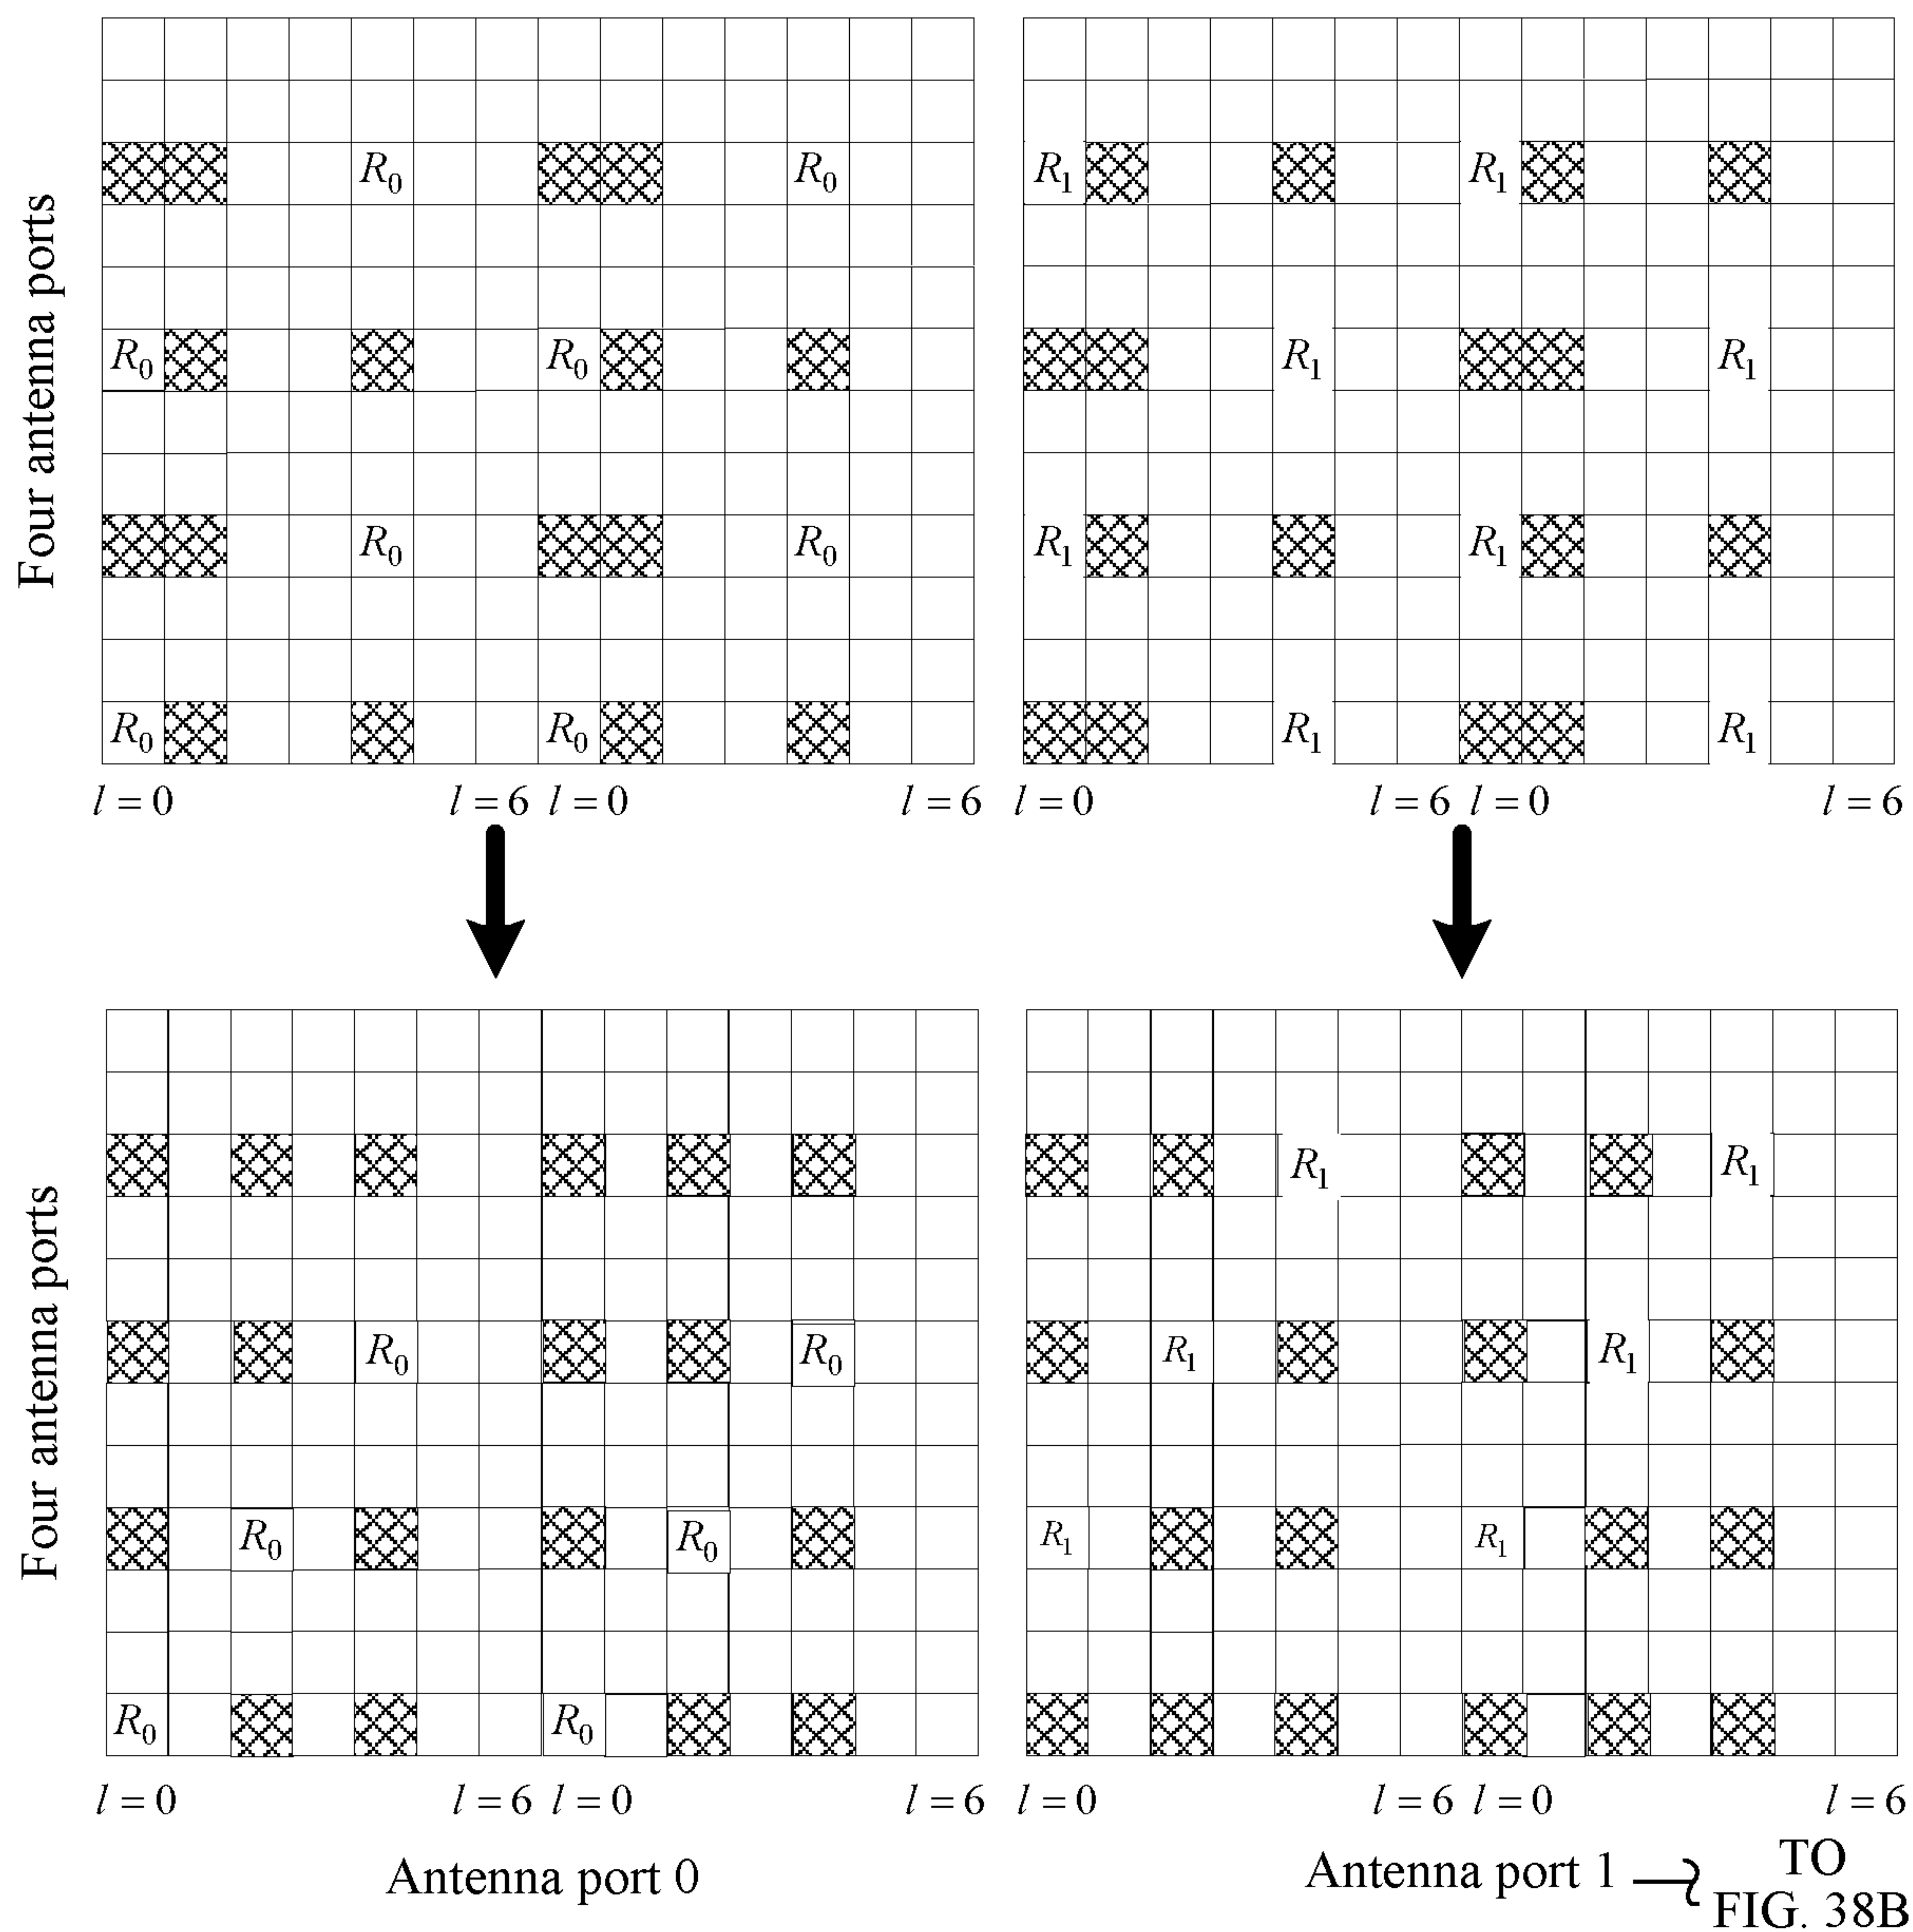 Four antenna ports
R0 R0 R1 R1
R0 R0 R1 R1
R0 R0 R1 R1
R0 R0 R1 R1
l = 0 l = 6 l = 0 l = 6 l = 0 l = 6 l = 0 l = 6
Four antenna ports
R1 R1
R0 R0 R1 R1
R0 R0 R1 R1
R0 R0
l = 0 l = 6 l = 0 l = 6 l = 0 l = 6 l = 0 l = 6
Antenna port 0
Antenna port 1
TO
FIG. 38B